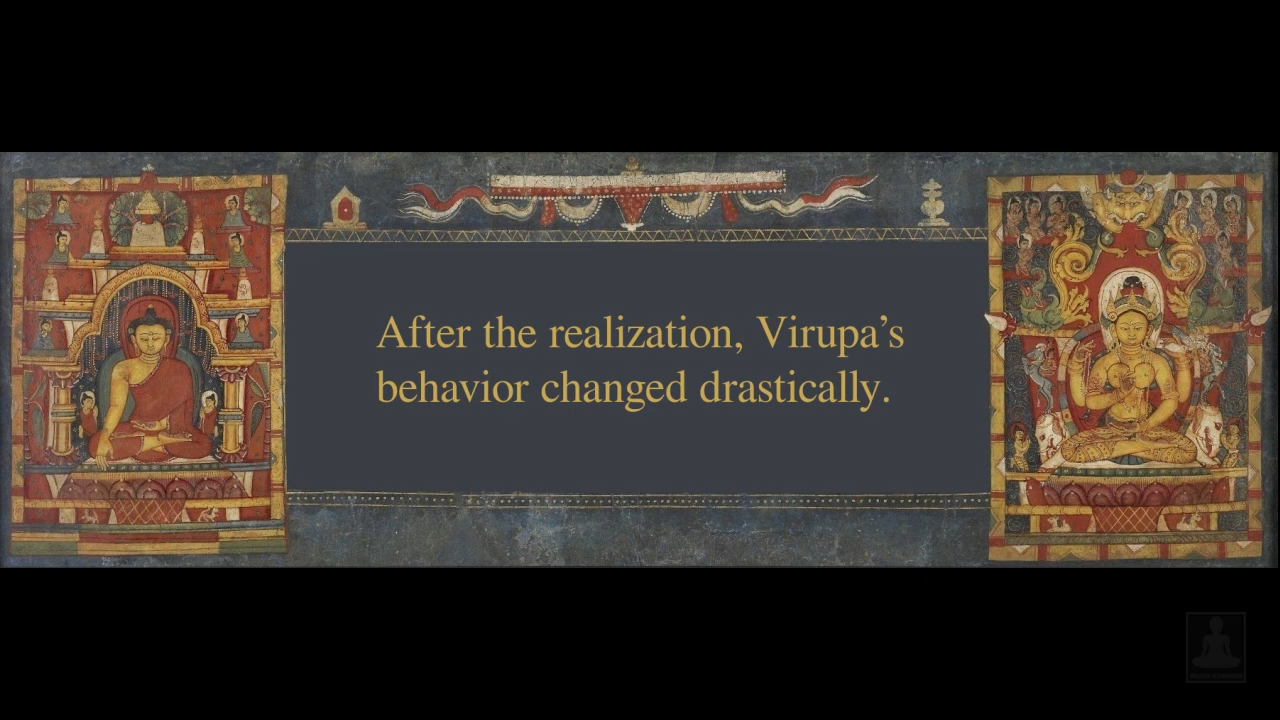 After the realization, Virupa’s
behavior changed drastically.